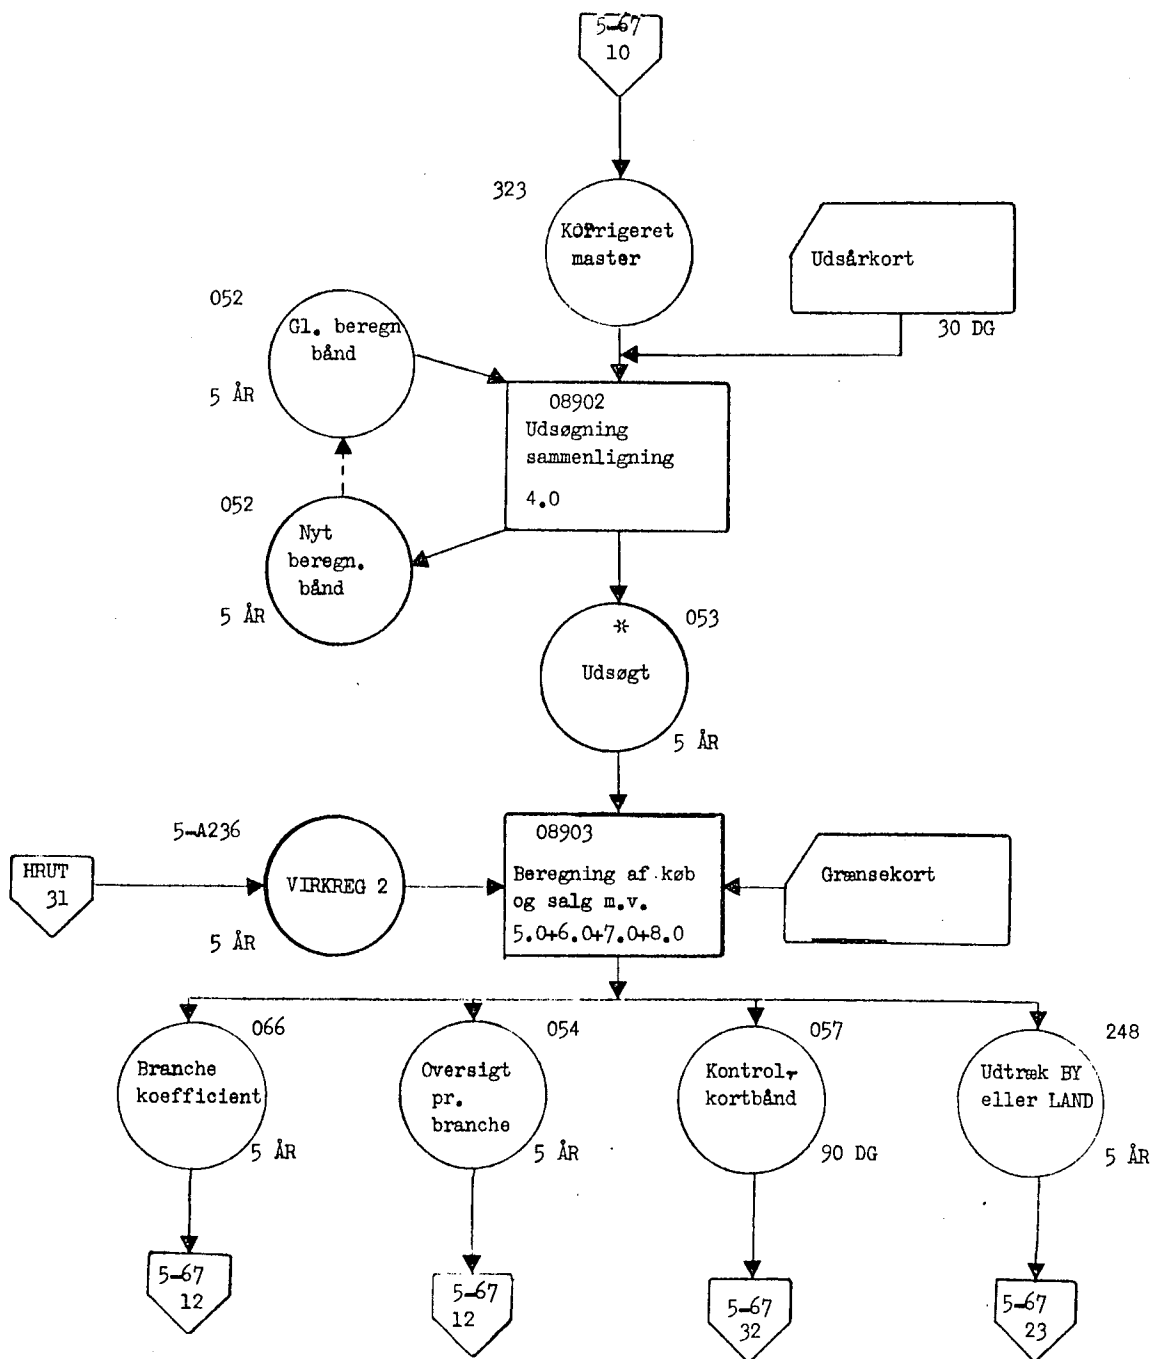 5-67
10
323
Korrigeret
master
Udsårkort
30 DG
052
Gl. beregn
bånd
5 ÅR
08902
Udsøgning
sammenligning
4.0
052
Nyt
beregn.
bånd
5 ÅR
*
053
Udsøgt
5 ÅR
5-A236
HRUT
31
VIRKREG 2
5 ÅR
08903
Beregning af køb
og salg m.v.
5.0+6.0+7.0+8.0
Grænsekort
066
Branche
koefficient
5 ÅR
054
Oversigt
pr.
branche
5 ÅR
057
Kontrol-
kortbånd
90 DG
248
Udtræk BY
eller LAND
5 ÅR
5-67
12
5-67
12
5-67
32
5-67
23